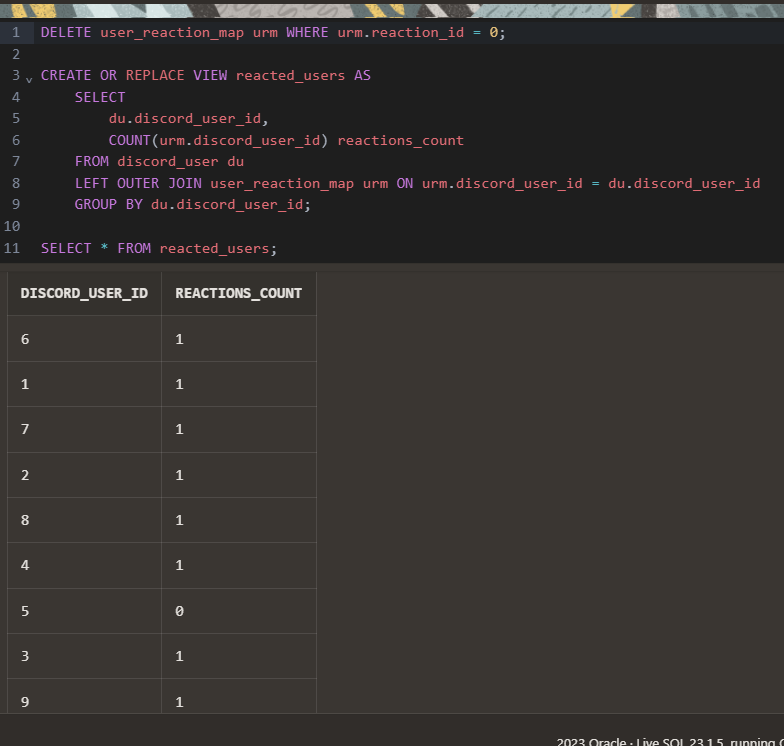 1 DELETE user_reaction_map urm WHERE urm.reaction_id = 0;
2
3 CREATE OR REPLACE VIEW reacted_users AS
4 SELECT
5 du.discord_user_id,
6 COUNT(urm.discord_user_id) reactions_count
7 FROM discord_user du
8 LEFT OUTER JOIN user_reaction_map urm ON urm.discord_user_id = du.discord_user_id
9 GROUP BY du.discord_user_id;
10
11 SELECT * FROM reacted_users;
DISCORD_USER_ID REACTIONS_COUNT
6 1
1 1
7 1
2 1
8 1
4 1
5 0
3 1
9 1
2023 Oracle · Live SQL 23.1.5, running